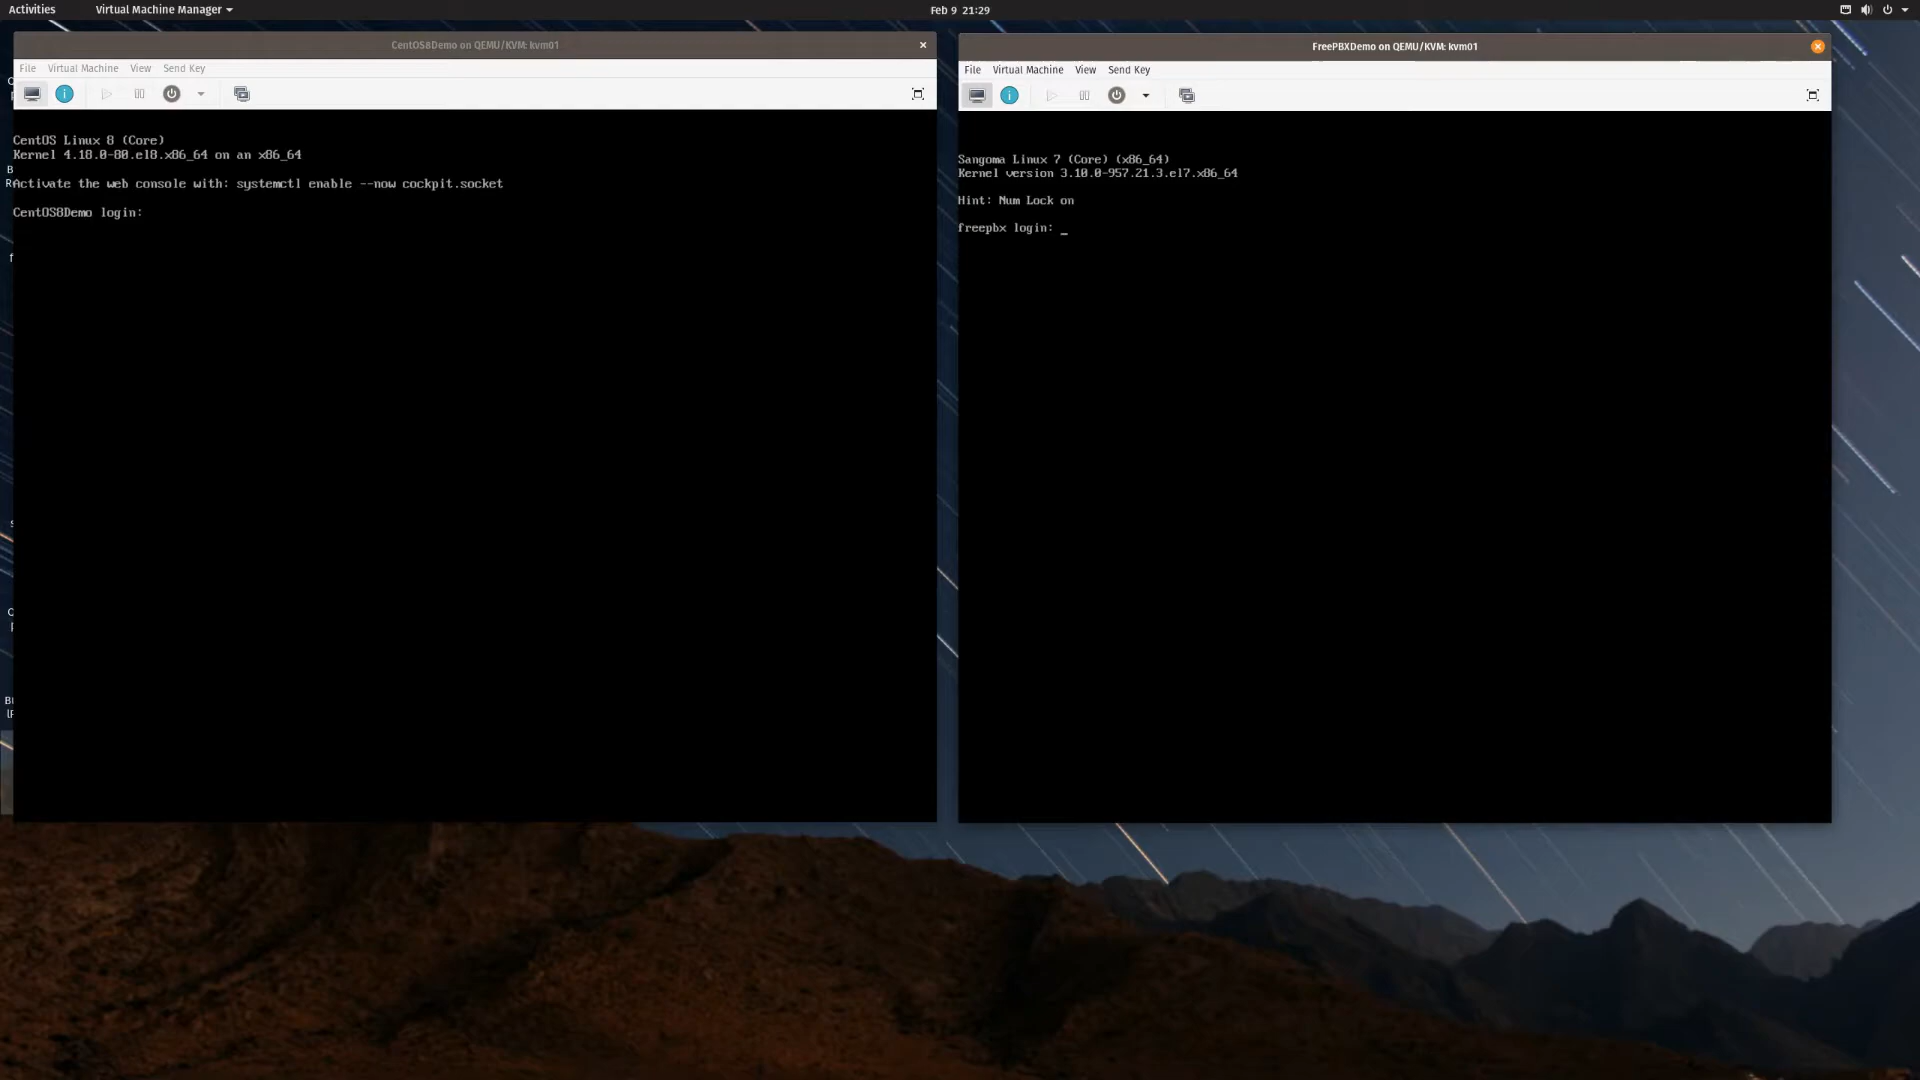 Activities
Virtual Machine Manager
Feb 9 21:29
CentOS8Demo on QEMU/KVM: kvm01
File Virtual Machine View Send Key
CentOS Linux 8 (Core)
Kernel 4.18.0-80.el8.x86_64 on an x86_64
Activate the web console with: systemctl enable --now cockpit.socket
CentOS8Demo login:
FreePBXDemo on QEMU/KVM: kvm01
File Virtual Machine View Send Key
Sangoma Linux 7 (Core) (x86_64)
Kernel version 3.10.0-957.21.3.el7.x86_64
Hint: Num Lock on
freepbx login: _